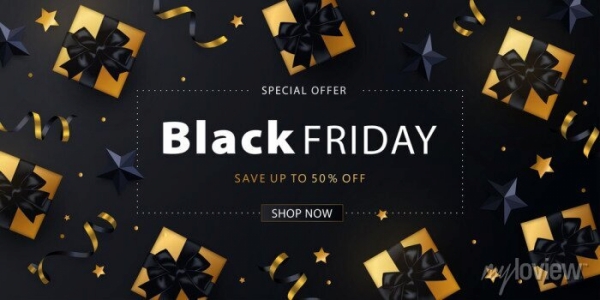 SPECIAL OFFER
Black FRIDAY
SAVE UP TO 50% OFF
SHOP NOW
myloview